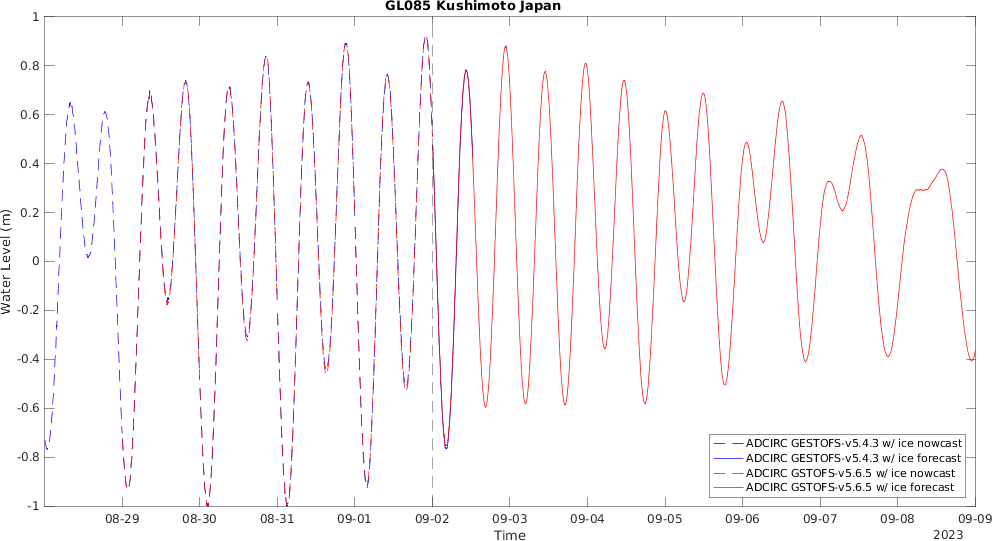 GL085 Kushimoto Japan
1
0.8
0.6
0.4
0.2
0
-0.2
-0.4
-0.6
-0.8
-1
Water Level (m)
ADCIRC GESTOFS-v5.4.3 w/ ice nowcast
ADCIRC GESTOFS-v5.4.3 w/ ice forecast
ADCIRC GSTOFS-v5.6.5 w/ ice nowcast
ADCIRC GSTOFS-v5.6.5 w/ ice forecast
08-29 08-30 08-31 09-01 09-02 09-03 09-04 09-05 09-06 09-07 09-08 09-09
Time
2023